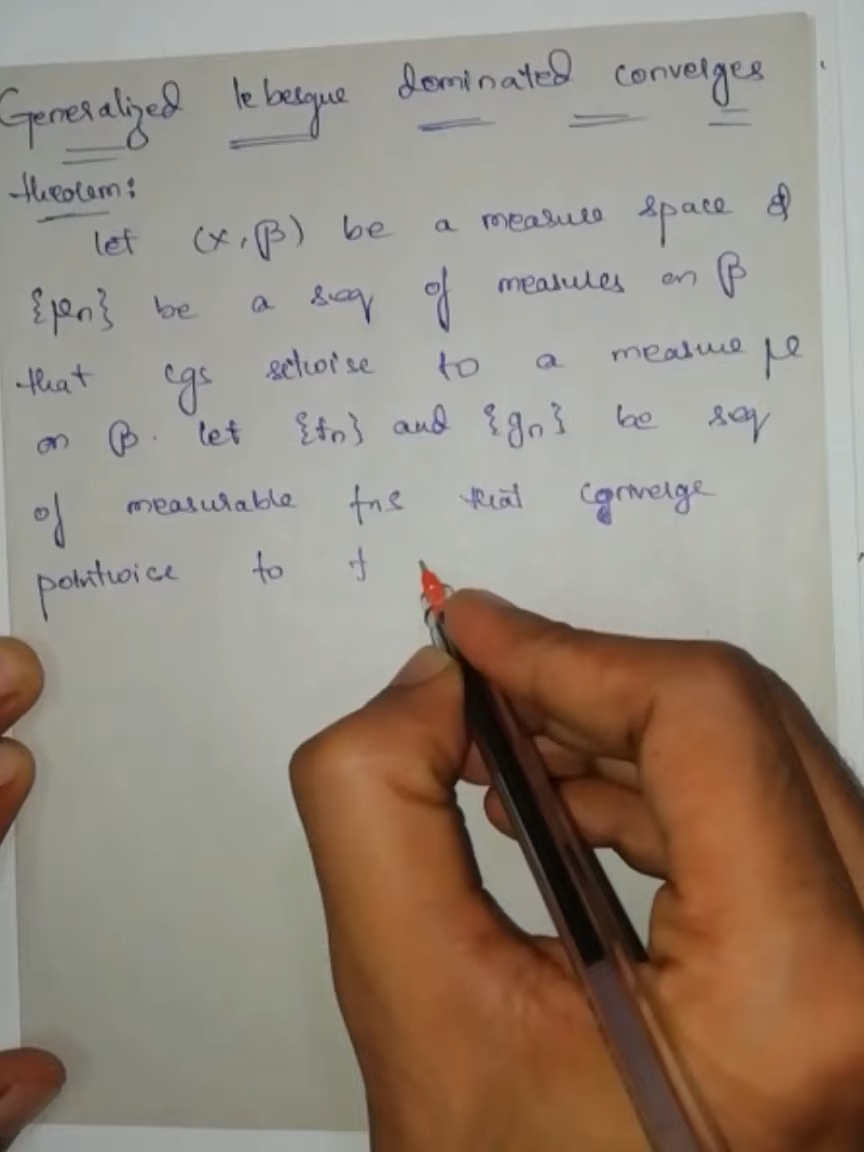 Generalized lebesgue dominated converges
theorem:
let (X, β) be a measure space &
{μn} be a seq of measures on β
that cgs setwise to a measure μ
on β. let {fn} and {gn} be seq
of measurable fns that converge
pointwise to f